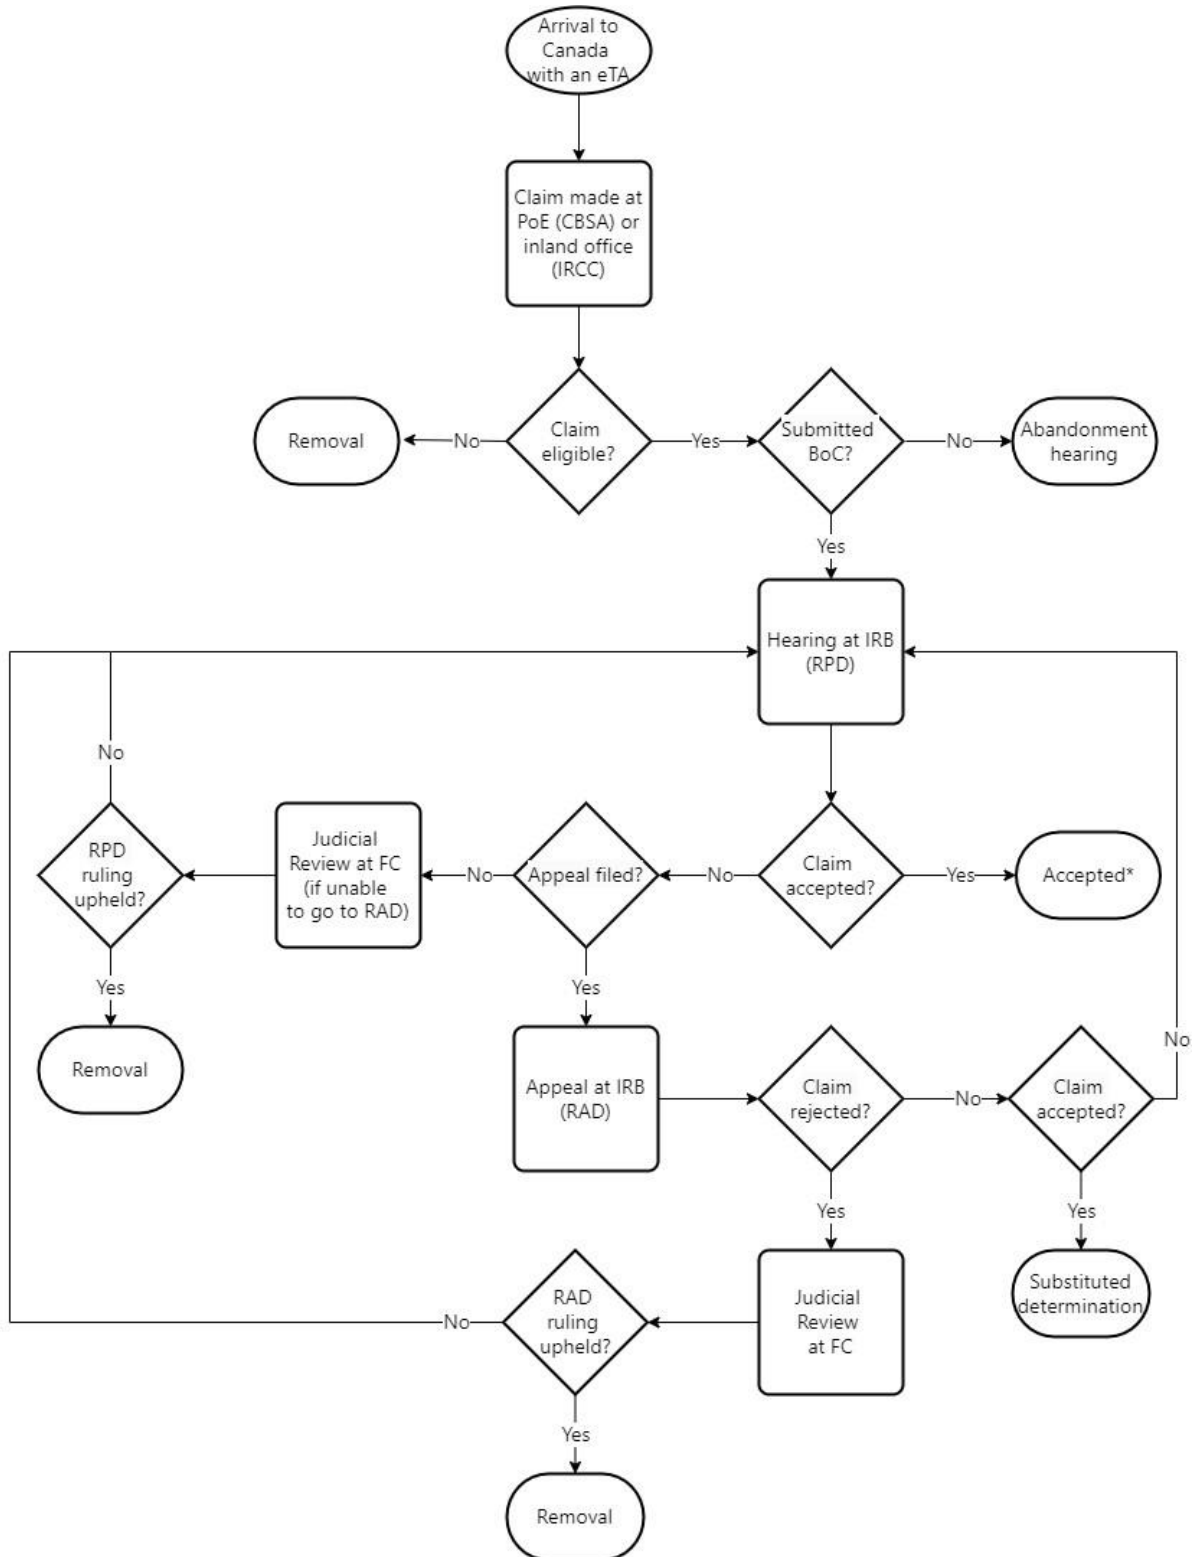 Arrival to
Canada
with an eTA
Claim made at
PoE (CBSA) or
inland office
(IRCC)
Removal
No
Claim
eligible?
Yes
Submitted
BoC?
No
Abandonment
hearing
Yes
Hearing at IRB
(RPD)
No
RPD
ruling
upheld?
Judicial
Review at FC
(if unable
to go to RAD)
No
Appeal filed?
No
Claim
accepted?
Yes
Accepted*
Yes
Removal
Yes
Appeal at IRB
(RAD)
Claim
rejected?
No
Claim
accepted?
No
Yes
Yes
Substituted
determination
No
RAD
ruling
upheld?
Judicial
Review
at FC
Yes
Removal